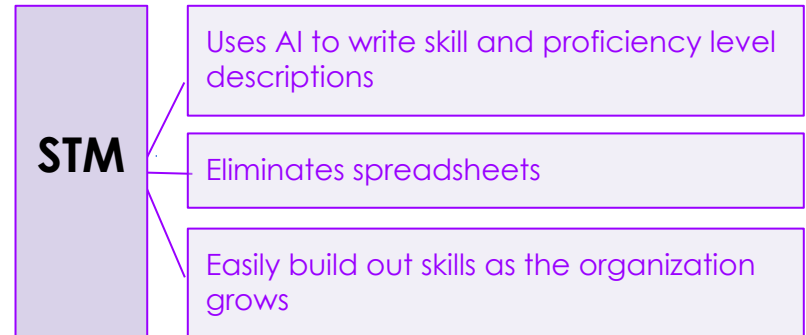 STM
Uses AI to write skill and proficiency level
descriptions
Eliminates spreadsheets
Easily build out skills as the organization
grows